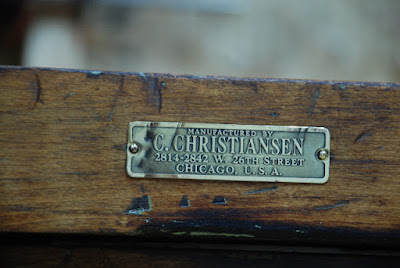 MANUFACTURED BY
C. CHRISTIANSEN
2814-2842 W. 26TH STREET
CHICAGO, U.S.A.